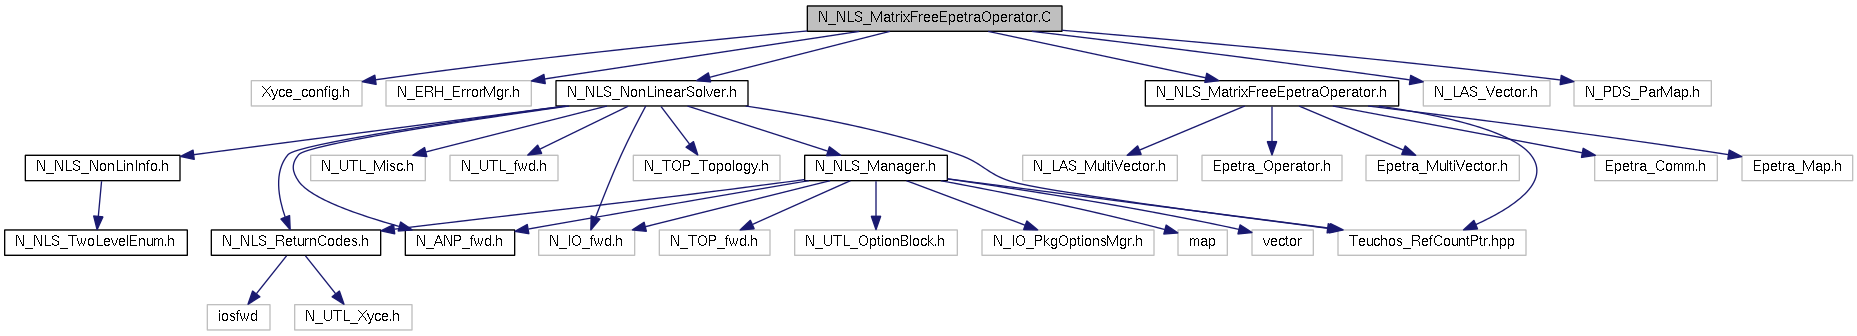 N_NLS_MatrixFreeEpetraOperator.C
Xyce_config.h
N_ERH_ErrorMgr.h
N_NLS_NonLinearSolver.h
N_NLS_MatrixFreeEpetraOperator.h
N_LAS_Vector.h
N_PDS_ParMap.h
N_NLS_NonLinInfo.h
N_UTL_Misc.h
N_UTL_fwd.h
N_TOP_Topology.h
N_NLS_Manager.h
N_LAS_MultiVector.h
Epetra_Operator.h
Epetra_MultiVector.h
Epetra_Comm.h
Epetra_Map.h
N_NLS_TwoLevelEnum.h
N_NLS_ReturnCodes.h
N_ANP_fwd.h
N_IO_fwd.h
N_TOP_fwd.h
N_UTL_OptionBlock.h
N_IO_PkgOptionsMgr.h
map
vector
Teuchos_RefCountPtr.hpp
iosfwd
N_UTL_Xyce.h